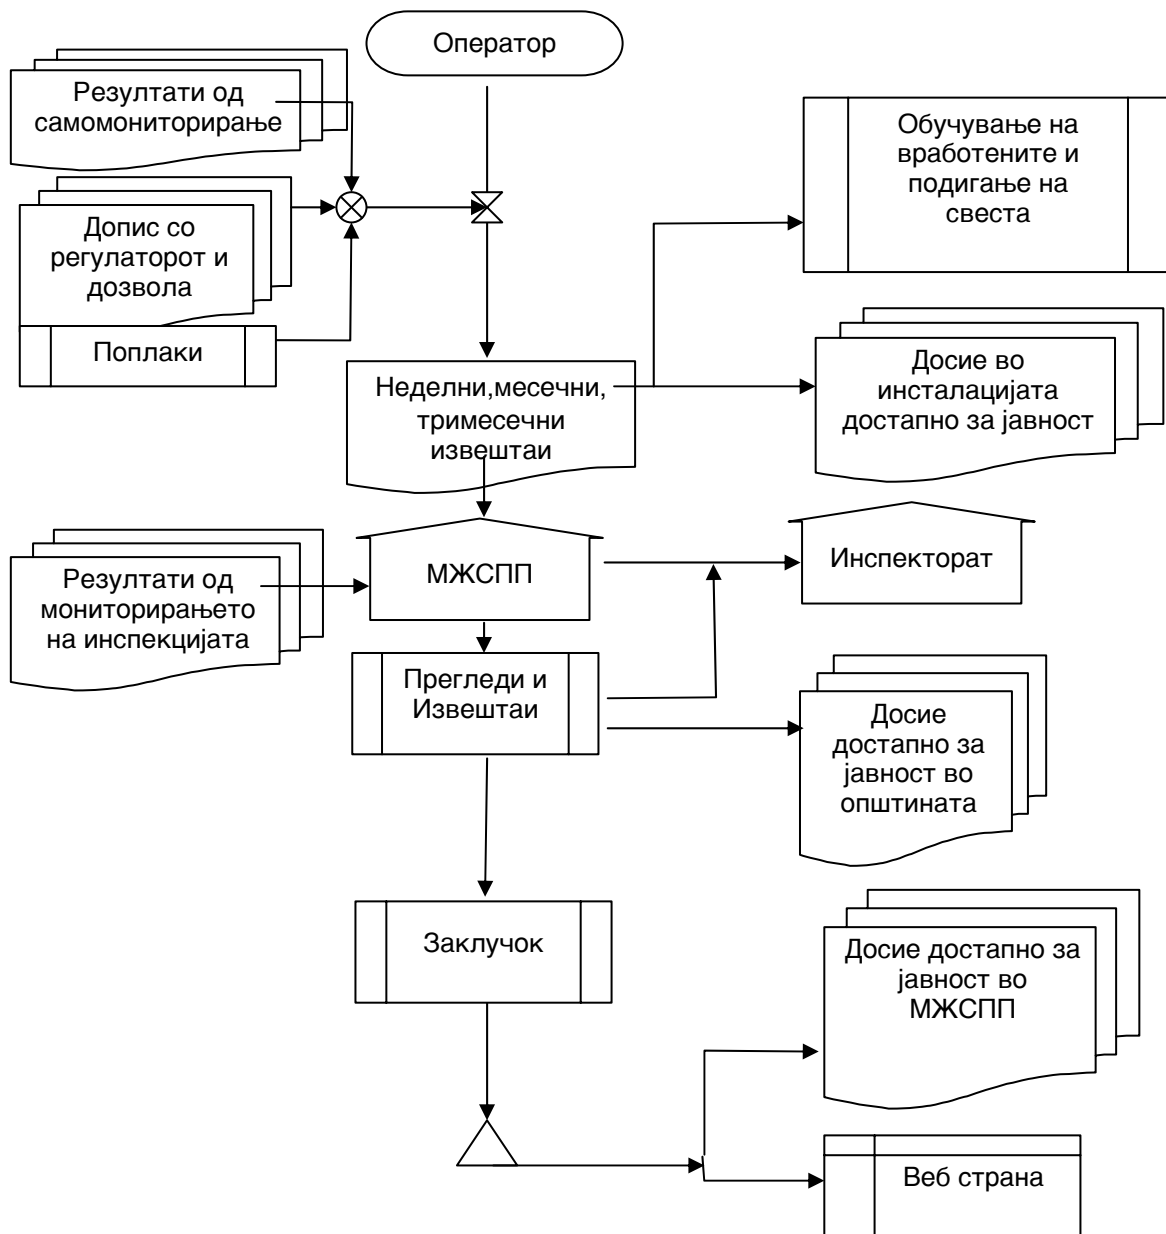 Оператор
Резултати од
самомониторирање
Обучување на
вработените и
подигање на
свеста
Допис со
регулаторот и
дозвола
Поплаки
Неделни,месечни,
тримесечни
извештаи
Досие во
инсталацијата
достапно за јавност
МЖСПП
Инспекторат
Резултати од
мониторирањето
на инспекцијата
Прегледи и
Извештаи
Досие
достапно за
јавност во
општината
Заклучок
Досие достапно за
јавност во
МЖСПП
Веб страна